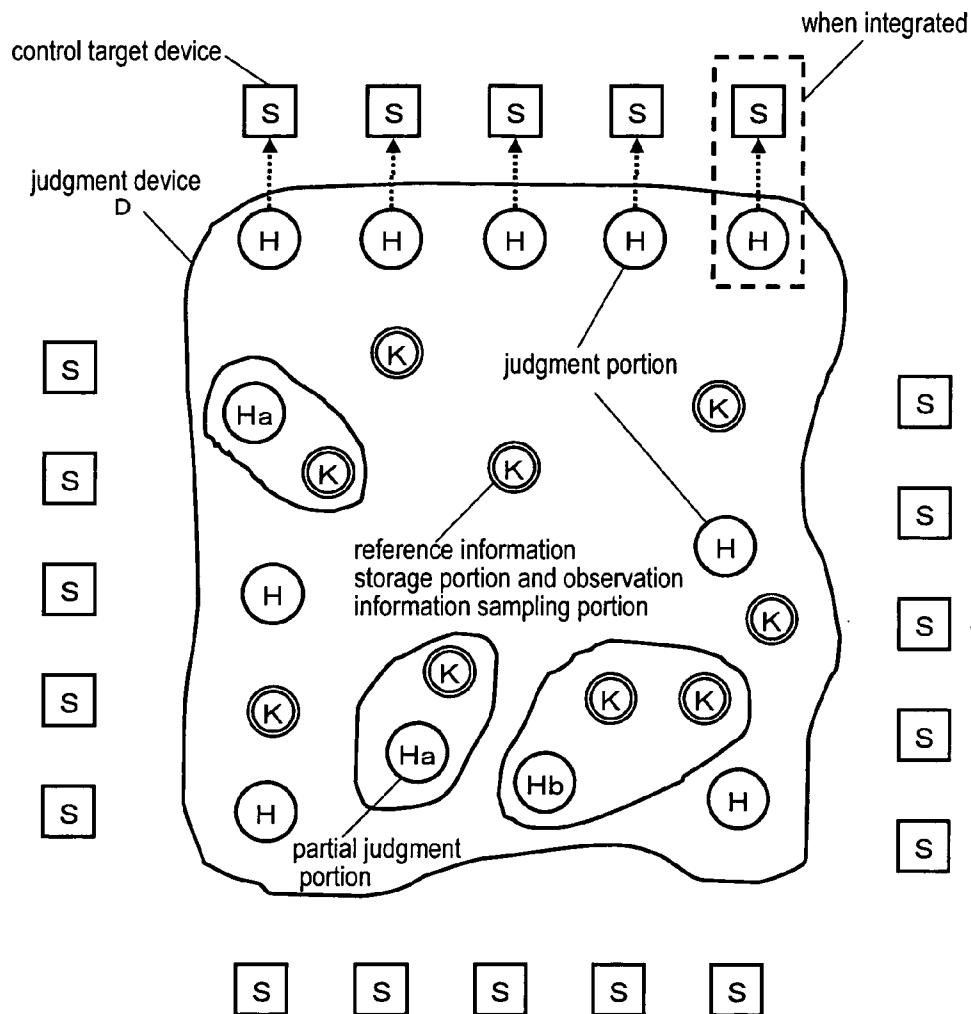 when integrated
control target device
S S S S S
judgment device
D
H H H H H
S
K
judgment portion
S
Ha
K
K
K
S
S
reference information
storage portion and observation
information sampling portion
H
S
H
K
S
S
K
K
K
K
S
Ha
Hb
S
H
H
S
partial judgment
portion
S
S S S S S